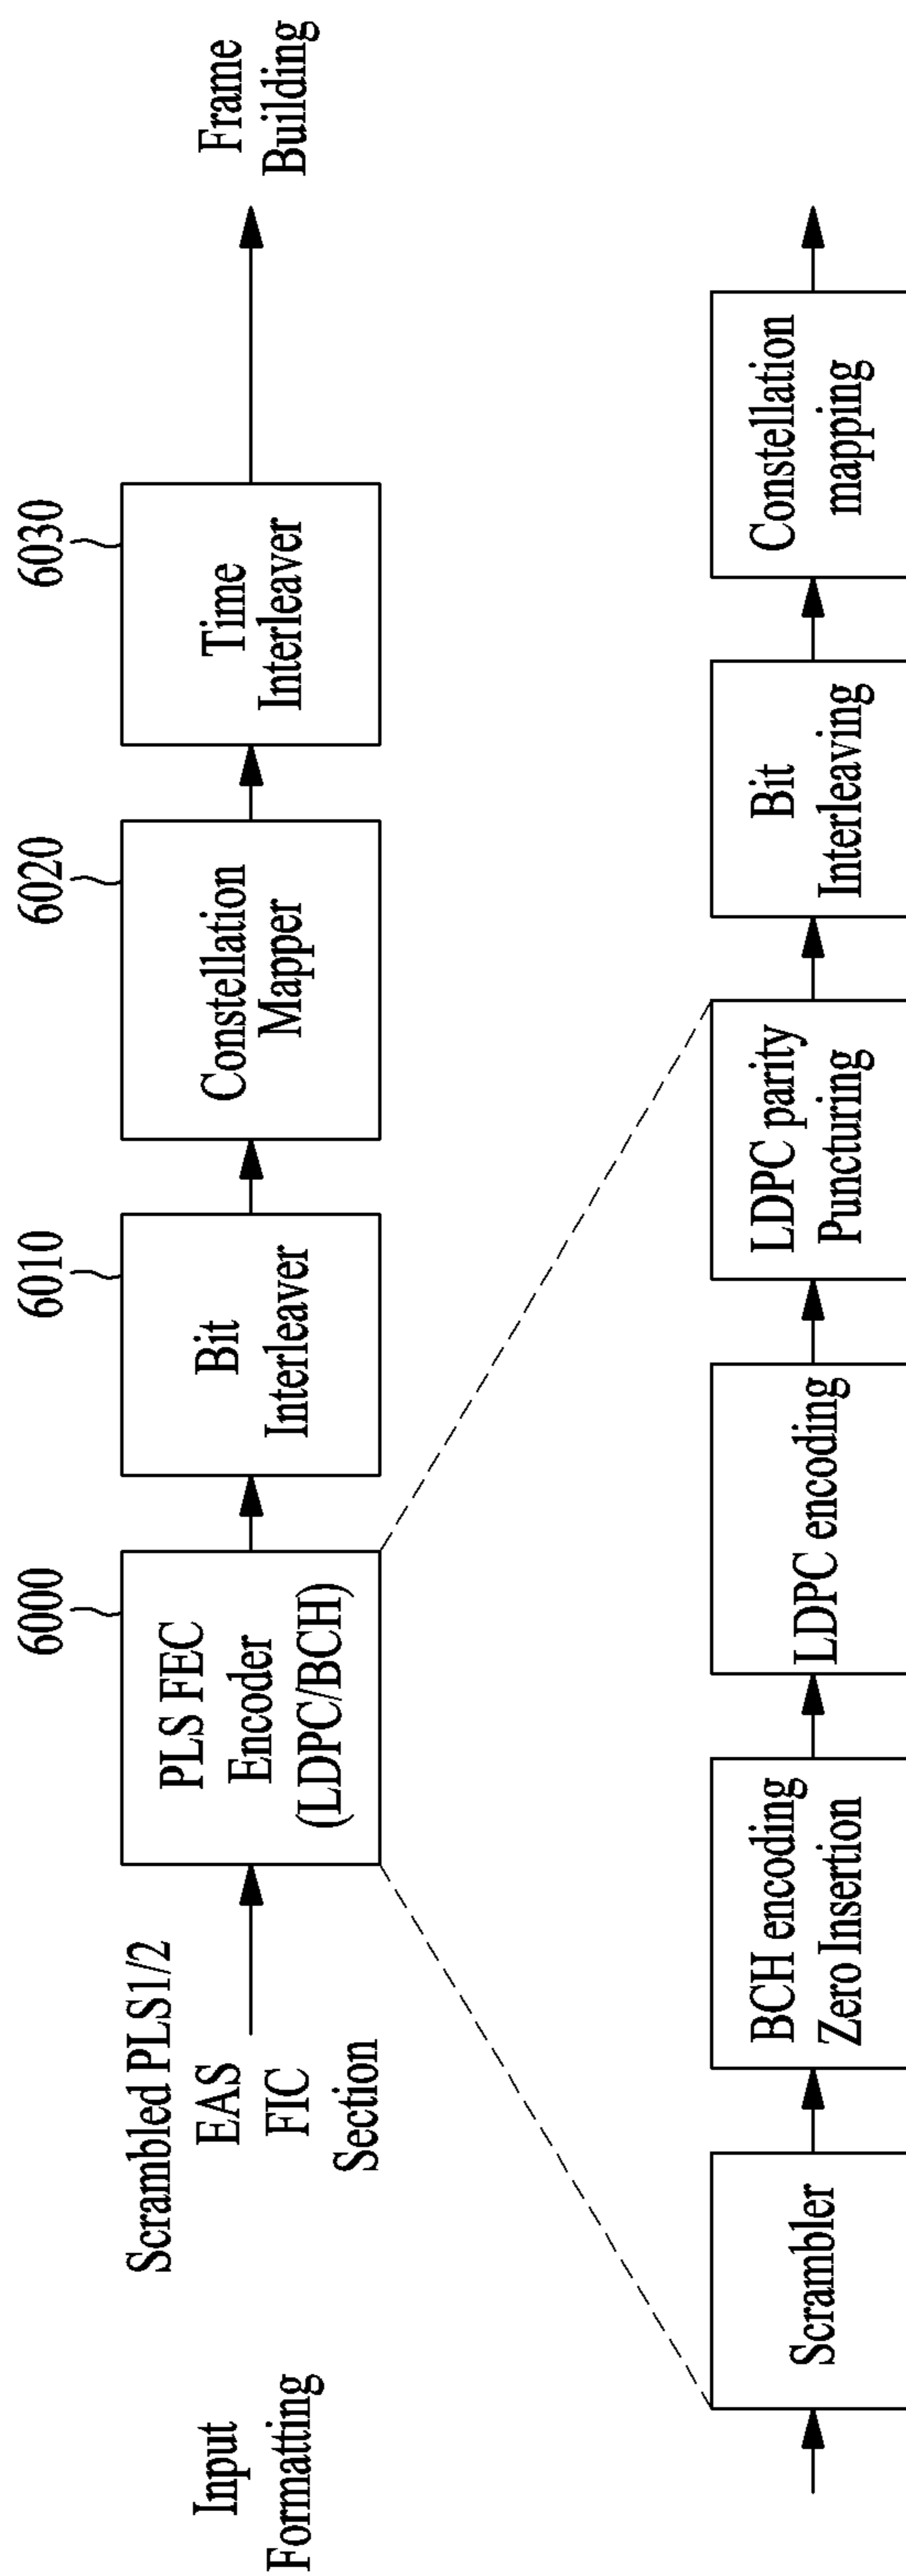 Input
Formatting
Scrambled PLS1/2
EAS
FIC
Section
6000
PLS FEC
Encoder
(LDPC/BCH)
6010
Bit
Interleaver
6020
Constellation
Mapper
6030
Time
Interleaver
Frame
Building
Scrambler
BCH encoding
Zero Insertion
LDPC encoding
LDPC parity
Puncturing
Bit
Interleaving
Constellation
mapping